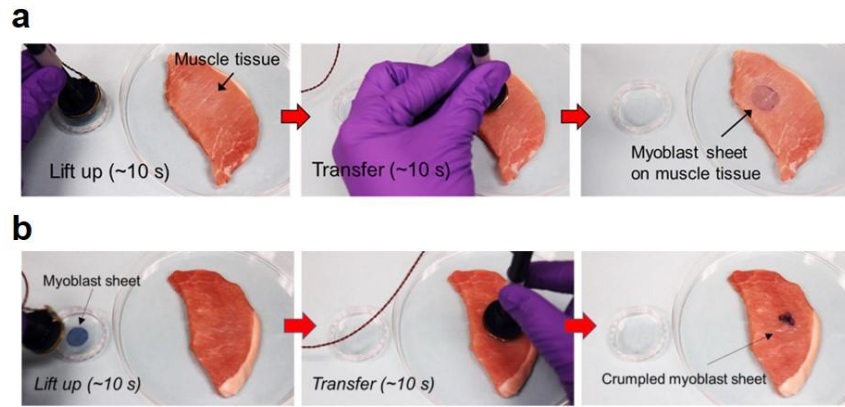 a
Muscle tissue
Lift up (~10 s)
Transfer (~10 s)
Myoblast sheet
on muscle tissue
b
Myoblast sheet
Lift up (~10 s)
Transfer (~10 s)
Crumpled myoblast sheet